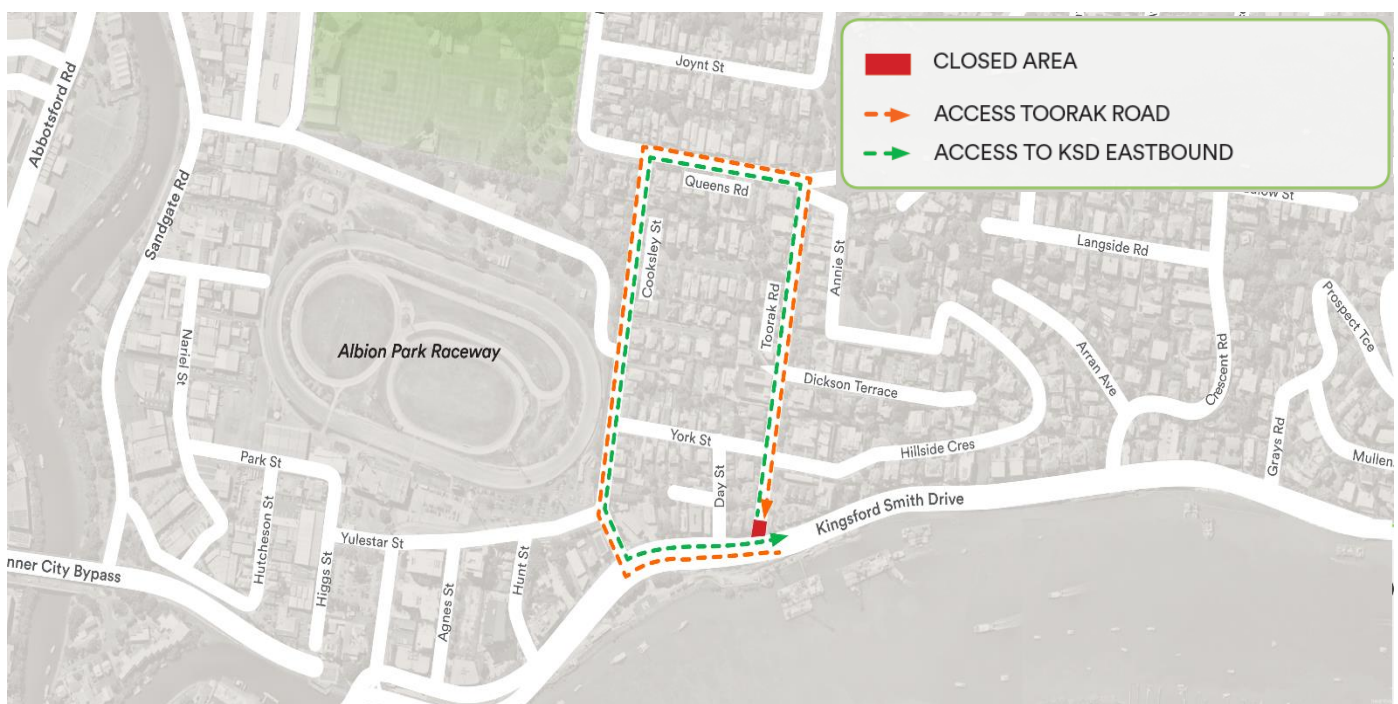 CLOSED AREA
ACCESS TOORAK ROAD
ACCESS TO KSD EASTBOUND
Joynt St
Abbotsford Rd
Sandgate Rd
Queens Rd
Cooksley St
Annie St
Langside Rd
Toorak Rd
Prospect Tce
Albion Park Raceway
Nariel St
Arran Ave
Crescent Rd
Dickson Terrace
York St
Hillside Cres
Grays Rd
Park St
Day St
Kingsford Smith Drive
Hutcheson St
Yulestar St
Higgs St
Agnes St
Hunt St
nner City Bypass
Mullen